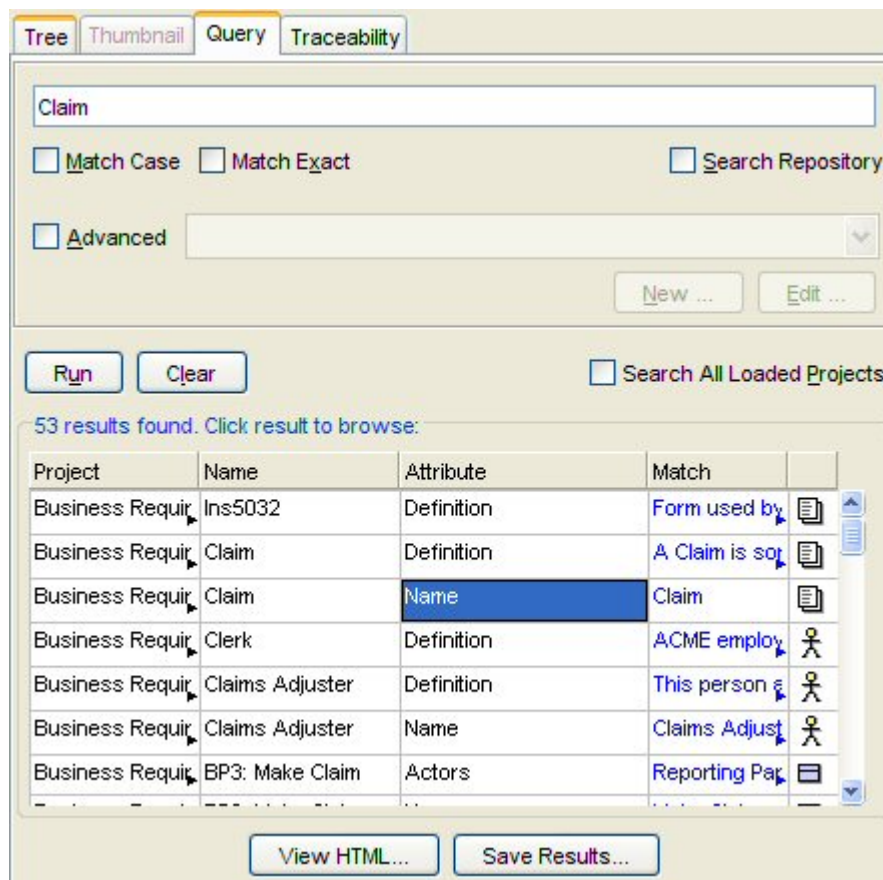 Tree Thumbnail Query Traceability
Claim
Match Case Match Exact Search Repository
Advanced
New ... Edit ...
Run Clear Search All Loaded Projects
53 results found. Click result to browse:
Project Name Attribute Match
Business Requir Ins5032 Definition Form used by
Business Requir Claim Definition A Claim is sor
Business Requir Claim Name Claim
Business Requir Clerk Definition ACME employ
Business Requir Claims Adjuster Definition This person a
Business Requir Claims Adjuster Name Claims Adjust
Business Requir BP3: Make Claim Actors Reporting Par
View HTML... Save Results...